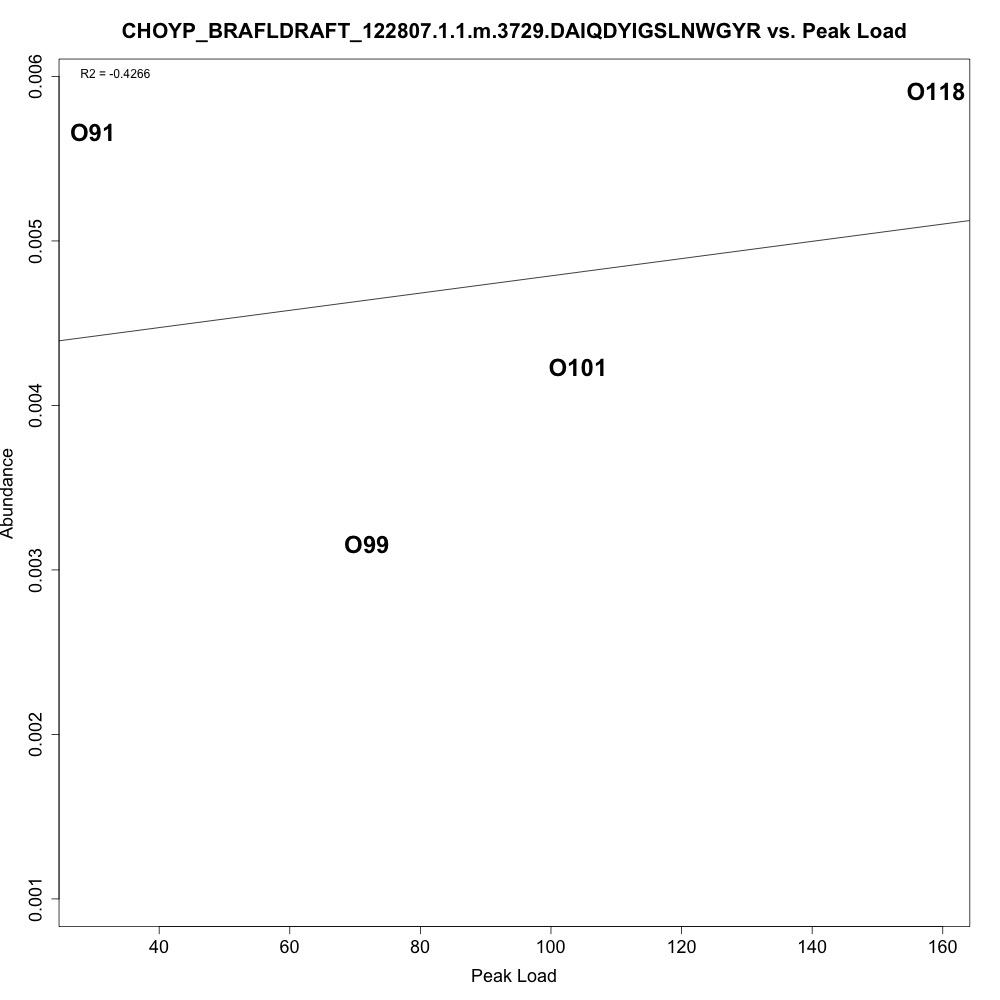 CHOYP_BRAFLDRAFT_122807.1.1.m.3729.DAIQDYIGSLNWGYR vs. Peak Load
R2 = -0.4266
O91
O118
O101
O99
0.006
0.005
0.004
0.003
0.002
0.001
Abundance
40 60 80 100 120 140 160
Peak Load